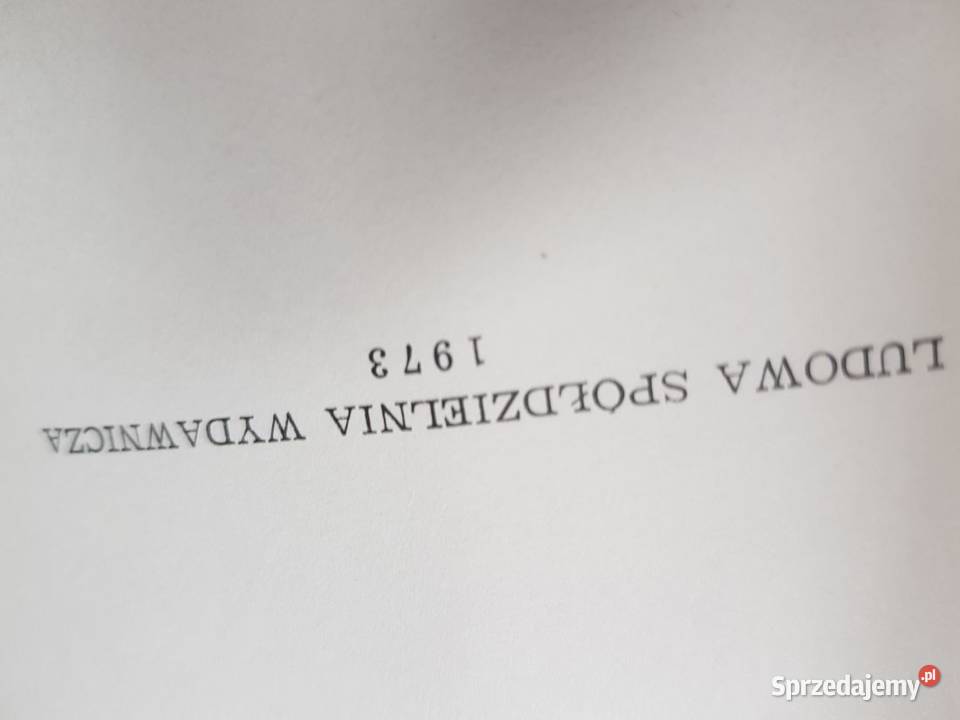 LUDOWA SPÓŁDZIELNIA WYDAWNICZA
1973
Sprzedajemy.pl